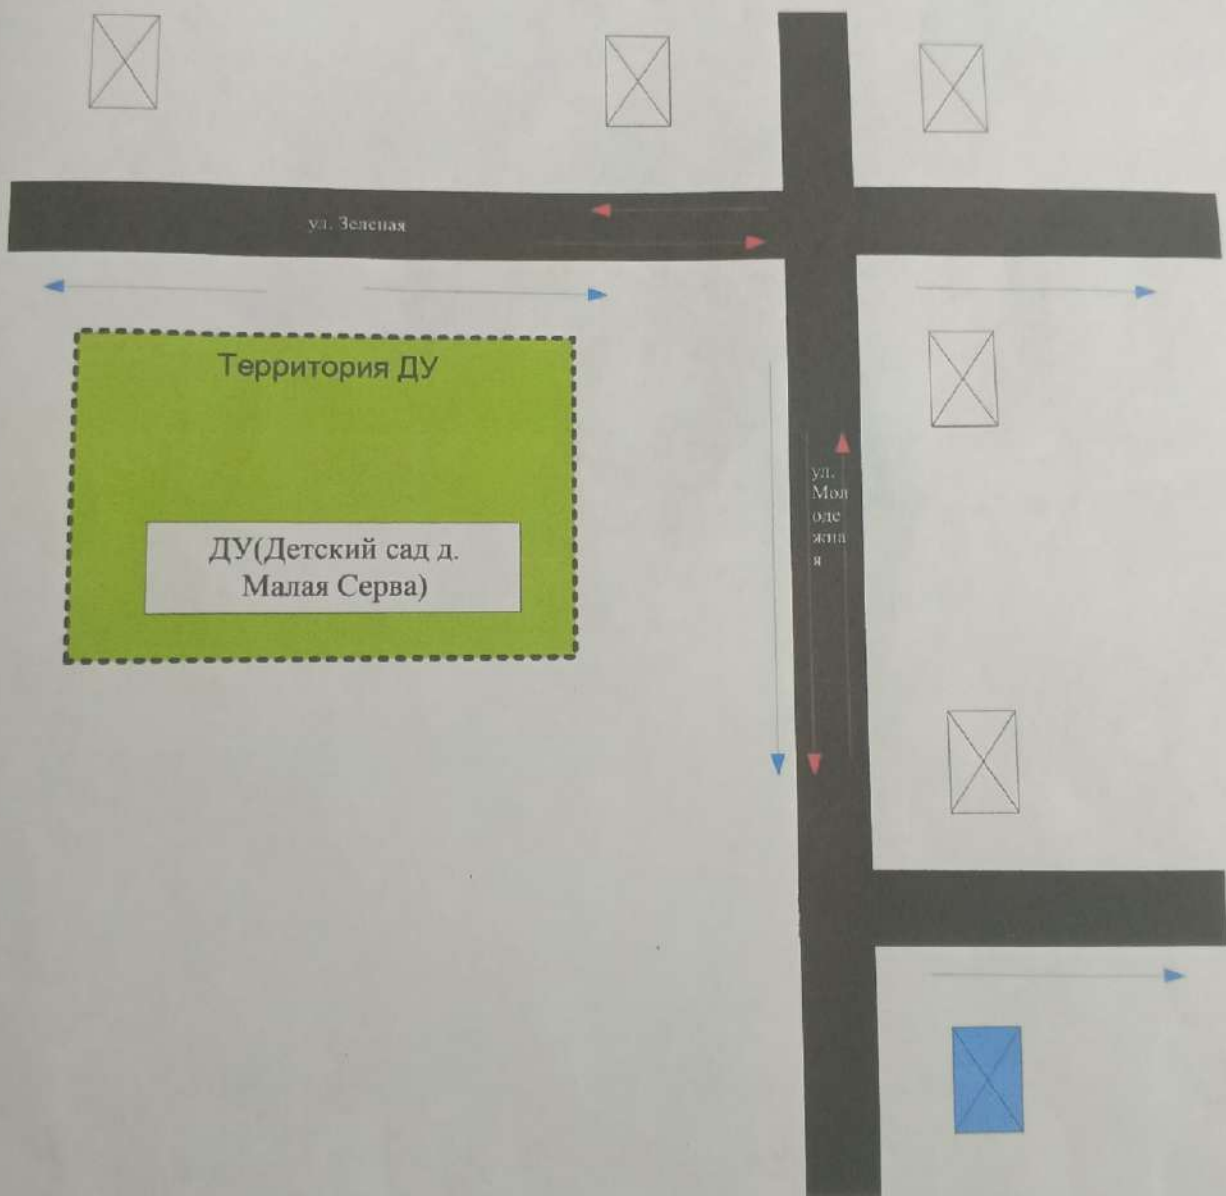 ул. Зеленая
Территория ДУ
ул.
Мол
оде
жна
я
ДУ(Детский сад д.
Малая Серва)